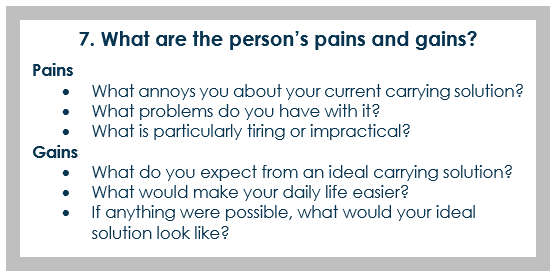 7. What are the person’s pains and gains?
Pains
• What annoys you about your current carrying solution?
• What problems do you have with it?
• What is particularly tiring or impractical?
Gains
• What do you expect from an ideal carrying solution?
• What would make your daily life easier?
• If anything were possible, what would your ideal
solution look like?